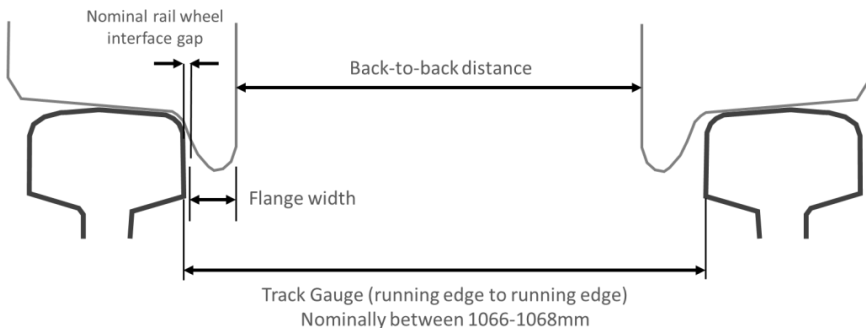 Nominal rail wheel
interface gap
Back-to-back distance
Flange width
Track Gauge (running edge to running edge)
Nominally between 1066-1068mm